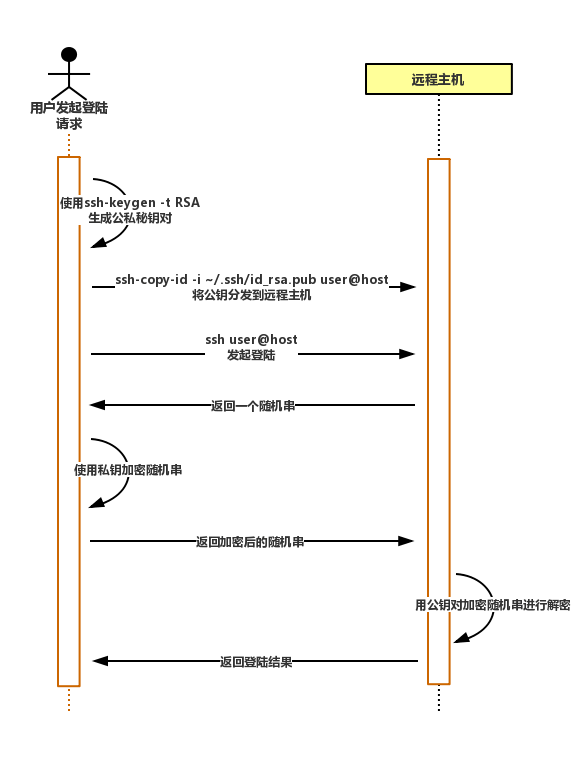 用户发起登陆
请求
远程主机
使用ssh-keygen -t RSA
生成公私秘钥对
ssh-copy-id -i ~/.ssh/id_rsa.pub user@host
将公钥分发到远程主机
ssh user@host
发起登陆
返回一个随机串
使用私钥加密随机串
返回加密后的随机串
用公钥对加密随机串进行解密
返回登陆结果